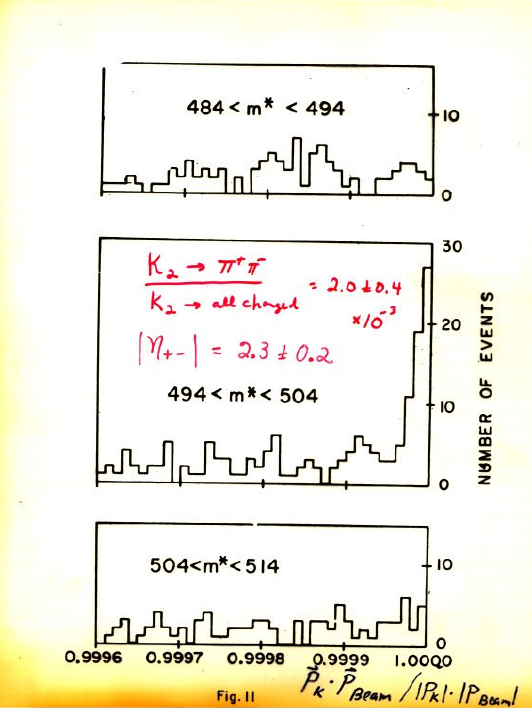 484 < m* < 494
10
0
30
K₂ → π⁺π⁻
K₂ → all charged
= 2.0 ± 0.4
×10⁻³
20
|η₊₋| = 2.3 ± 0.2
494 < m* < 504
10
0
NUMBER OF EVENTS
504<m*<514
10
0
0.9996 0.9997 0.9998 0.9999 1.0000
Fig. 11
P⃗K · P⃗Beam / |PK| · |PBeam|